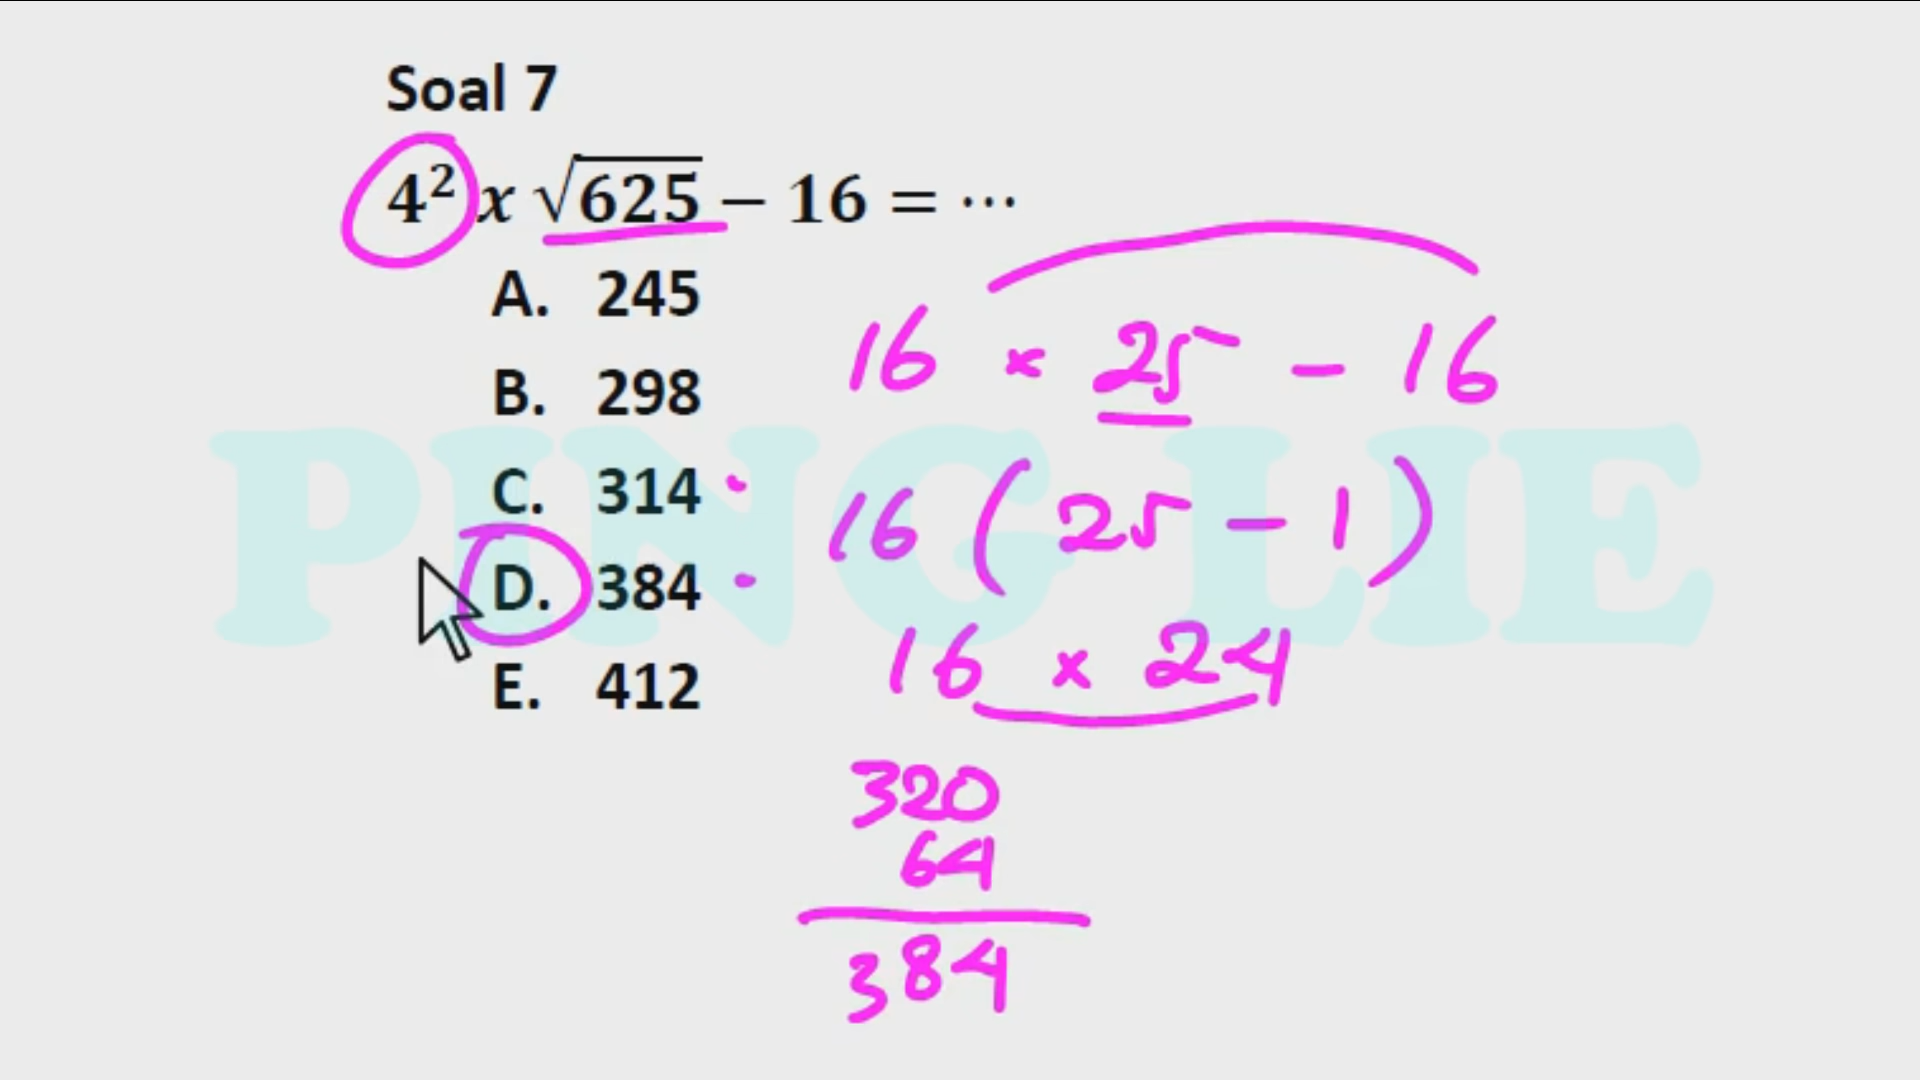 Soal 7
4² x √625 – 16 = ⋯
A. 245
B. 298
C. 314
D. 384
E. 412
16 × 25 – 16
16 ( 25 – 1 )
16 × 24
320
64
384
PING LIE